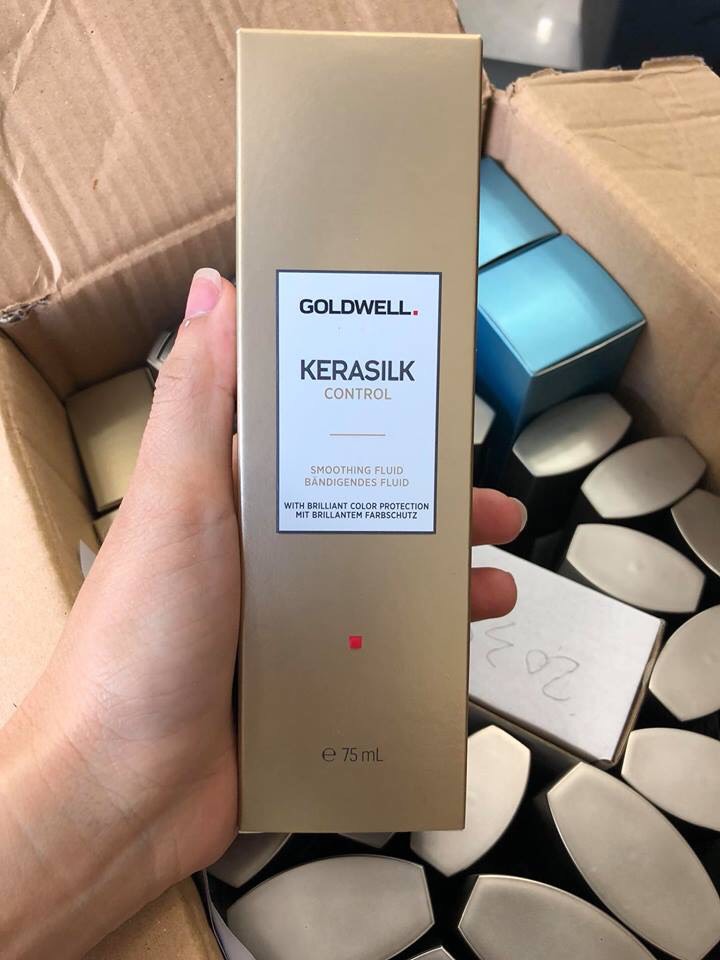 GOLDWELL.
KERASILK
CONTROL
SMOOTHING FLUID
BÄNDIGENDES FLUID
WITH BRILLIANT COLOR PROTECTION
MIT BRILLANTEM FARBSCHUTZ
℮ 75 mL